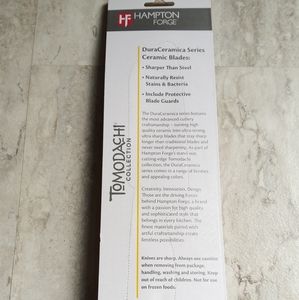 HF HAMPTON
FORGE
DuraCeramica Series
Ceramic Blades:
• Sharper Than Steel
• Naturally Resist
Stains & Bacteria
• Include Protective
Blade Guards
TOMODACHI
COLLECTION
The DuraCeramica series features
the most advanced cutlery
craftsmanship – turning high
quality ceramic into ultra strong,
ultra sharp blades that stay sharp
longer than traditional blades and
never need sharpening. As part of
Hampton Forge's stand out,
cutting edge Tomodachi
collection, the DuraCeramica
series comes in a range of knives
and appealing colors.
Creativity. Innovation. Design.
Those are the driving forces
behind Hampton Forge, a brand
with a passion for high quality
and sophisticated style that
belongs in every kitchen. The
finest materials paired with
artful craftsmanship create
limitless possibilities.
Knives are sharp. Always use caution
when removing from package,
handling, washing and storing. Keep
out of reach of children. Not for use
on frozen foods.